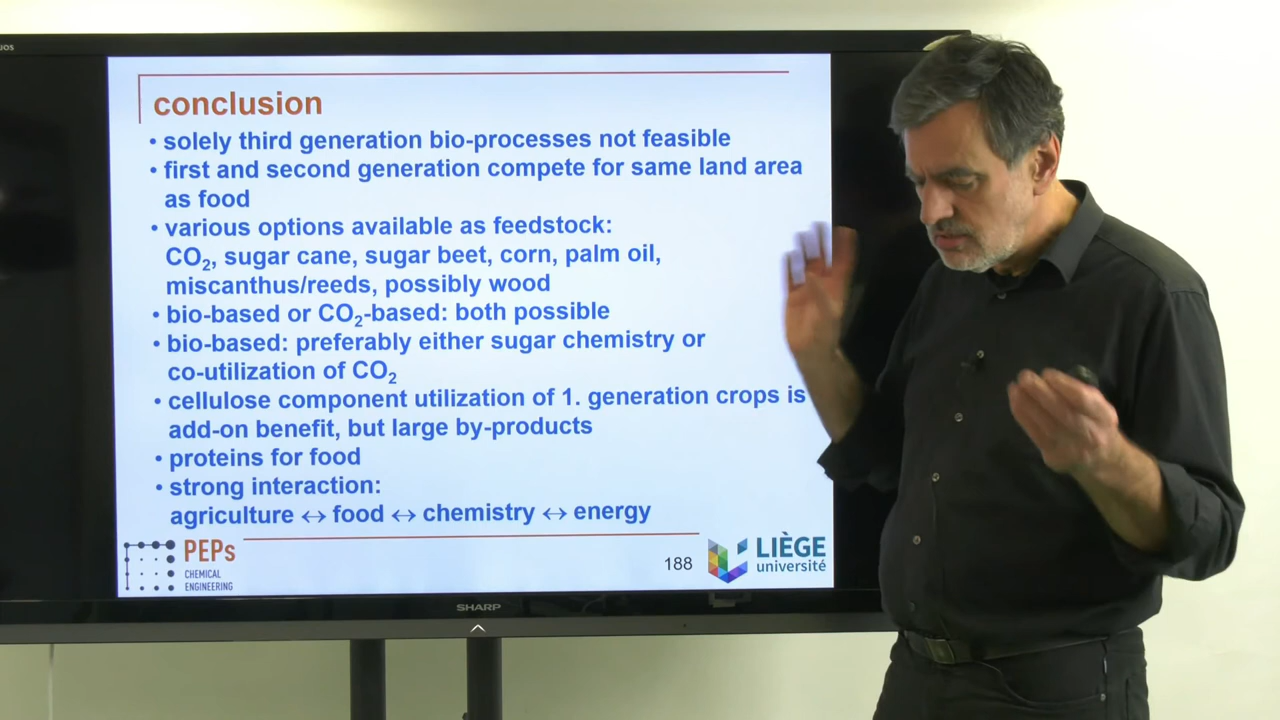 conclusion
• solely third generation bio-processes not feasible
• first and second generation compete for same land area
as food
• various options available as feedstock:
CO₂, sugar cane, sugar beet, corn, palm oil,
miscanthus/reeds, possibly wood
• bio-based or CO₂-based: both possible
• bio-based: preferably either sugar chemistry or
co-utilization of CO₂
• cellulose component utilization of 1. generation crops is
add-on benefit, but large by-products
• proteins for food
• strong interaction:
agriculture ↔ food ↔ chemistry ↔ energy
PEPs
CHEMICAL
ENGINEERING
188
LIÈGE
université
SHARP